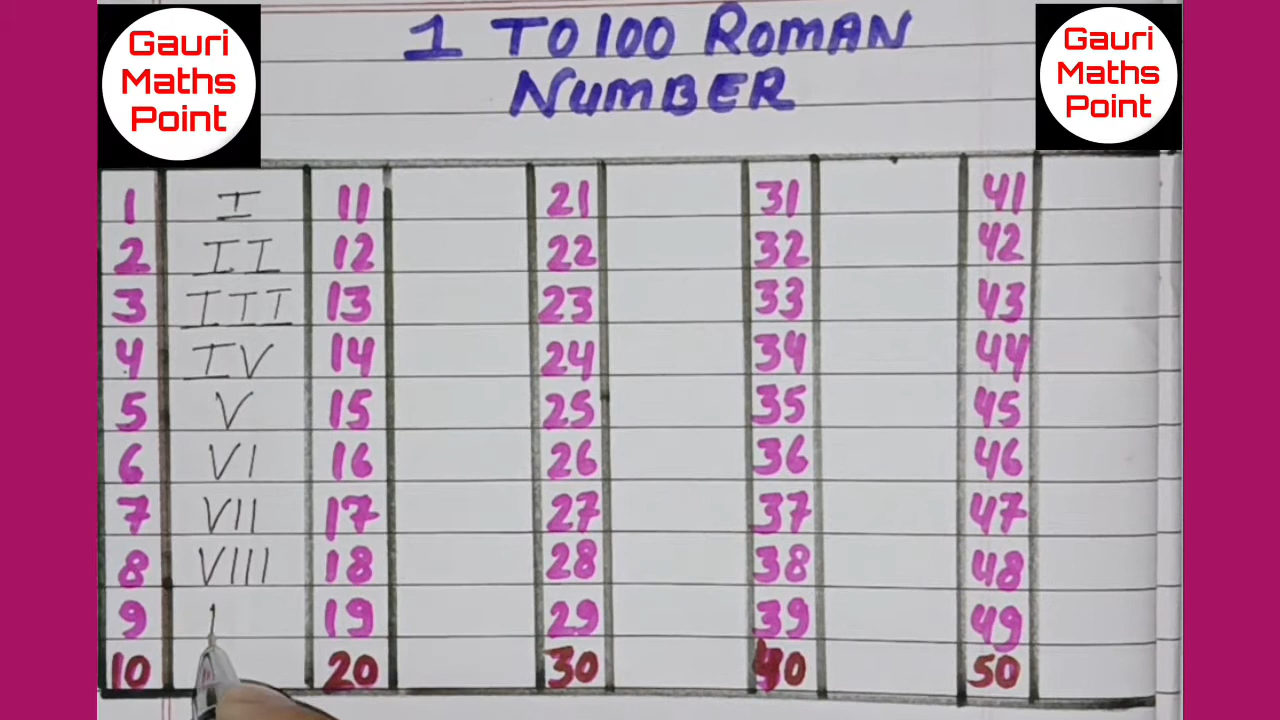 Gauri
Maths
Point
1 TO 100 ROMAN
NUMBER
Gauri
Maths
Point
1 I 11 21 31 41
2 II 12 22 32 42
3 III 13 23 33 43
4 IV 14 24 34 44
5 V 15 25 35 45
6 VI 16 26 36 46
7 VII 17 27 37 47
8 VIII 18 28 38 48
9 I 19 29 39 49
10 20 30 40 50